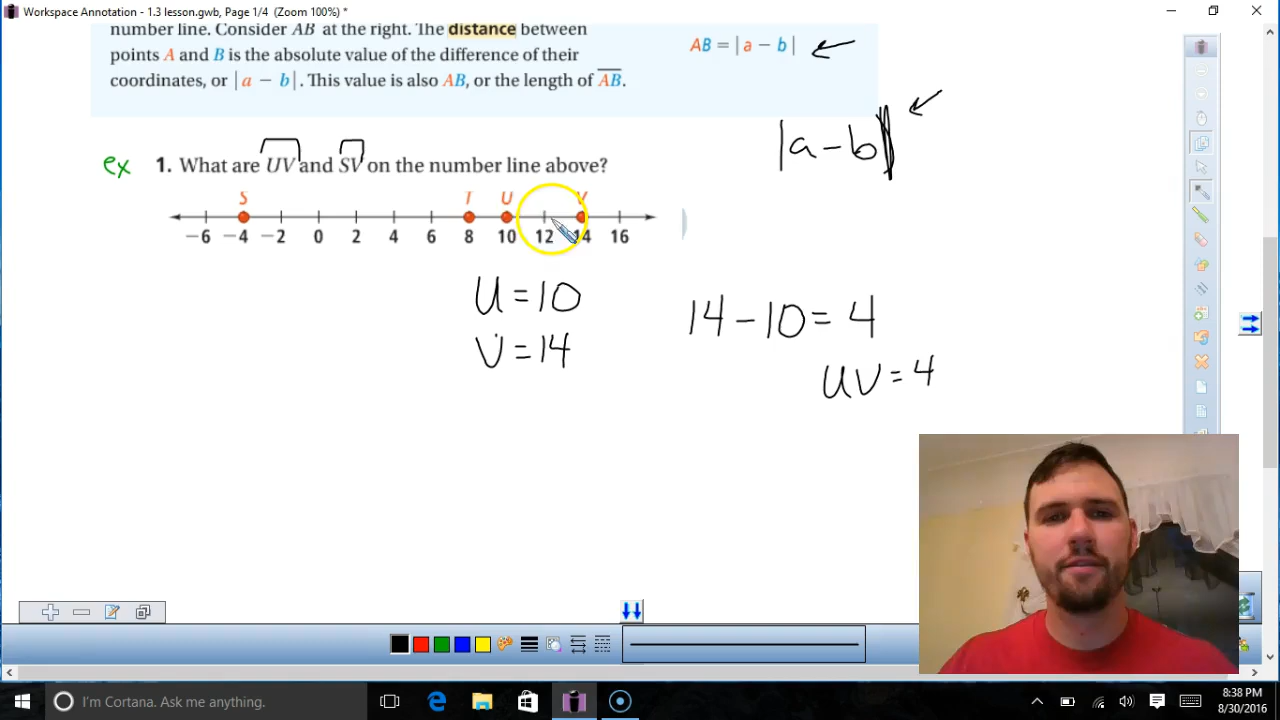 Workspace Annotation - 1.3 lesson.gwb, Page 1/4 (Zoom 100%) *
number line. Consider AB at the right. The distance between
points A and B is the absolute value of the difference of their
coordinates, or |a − b|. This value is also AB, or the length of A̅B̅.
AB = |a − b|
|a − b|
ex 1. What are UV and SV on the number line above?
S T U V
−6 −4 −2 0 2 4 6 8 10 12 14 16
U = 10
V = 14
14 − 10 = 4
UV = 4
I'm Cortana. Ask me anything.
8:38 PM
8/30/2016